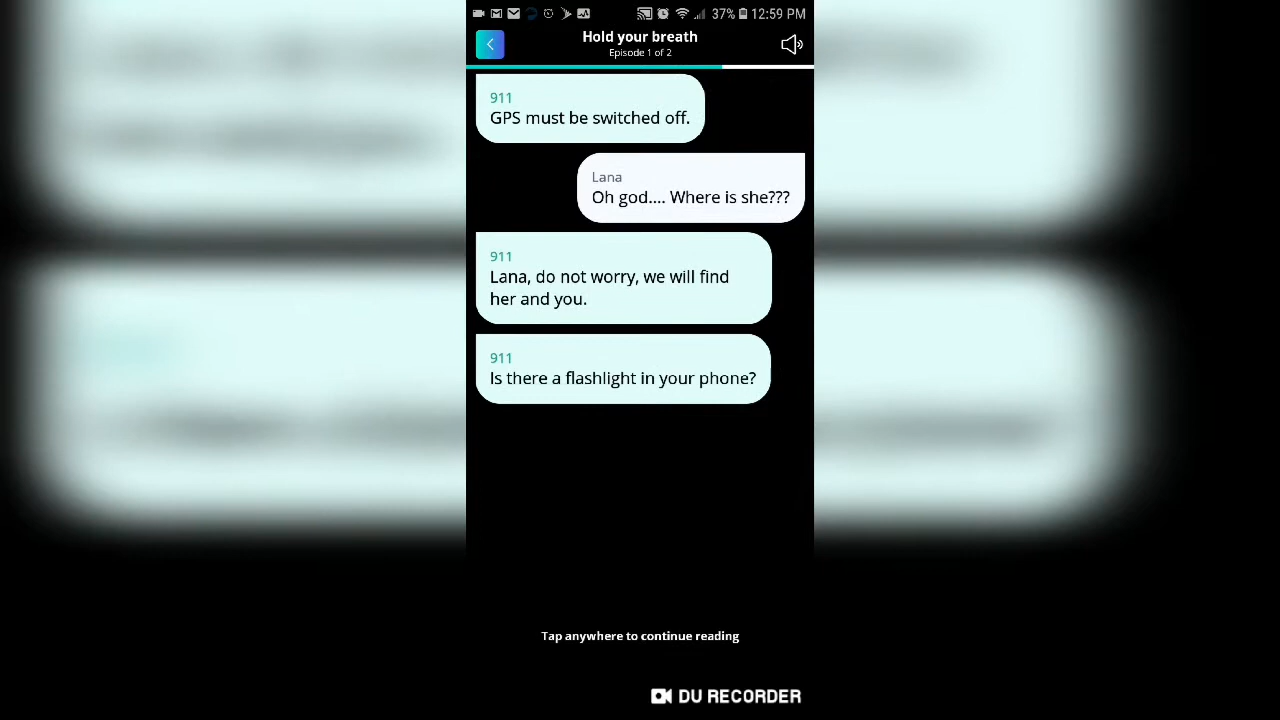 37% 12:59 PM
Hold your breath
Episode 1 of 2
911
GPS must be switched off.
Lana
Oh god.... Where is she???
911
Lana, do not worry, we will find
her and you.
911
Is there a flashlight in your phone?
Tap anywhere to continue reading
DU RECORDER